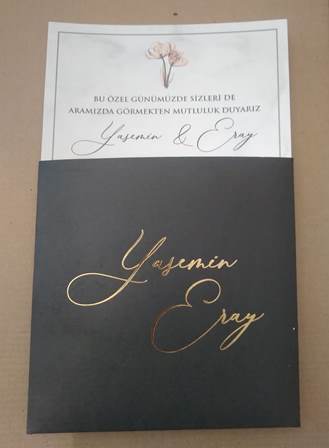 BU ÖZEL GÜNÜMÜZDE SİZLERİ DE
ARAMIZDA GÖRMEKTEN MUTLULUK DUYARIZ
Yasemin & Eray
Yasemin
Eray